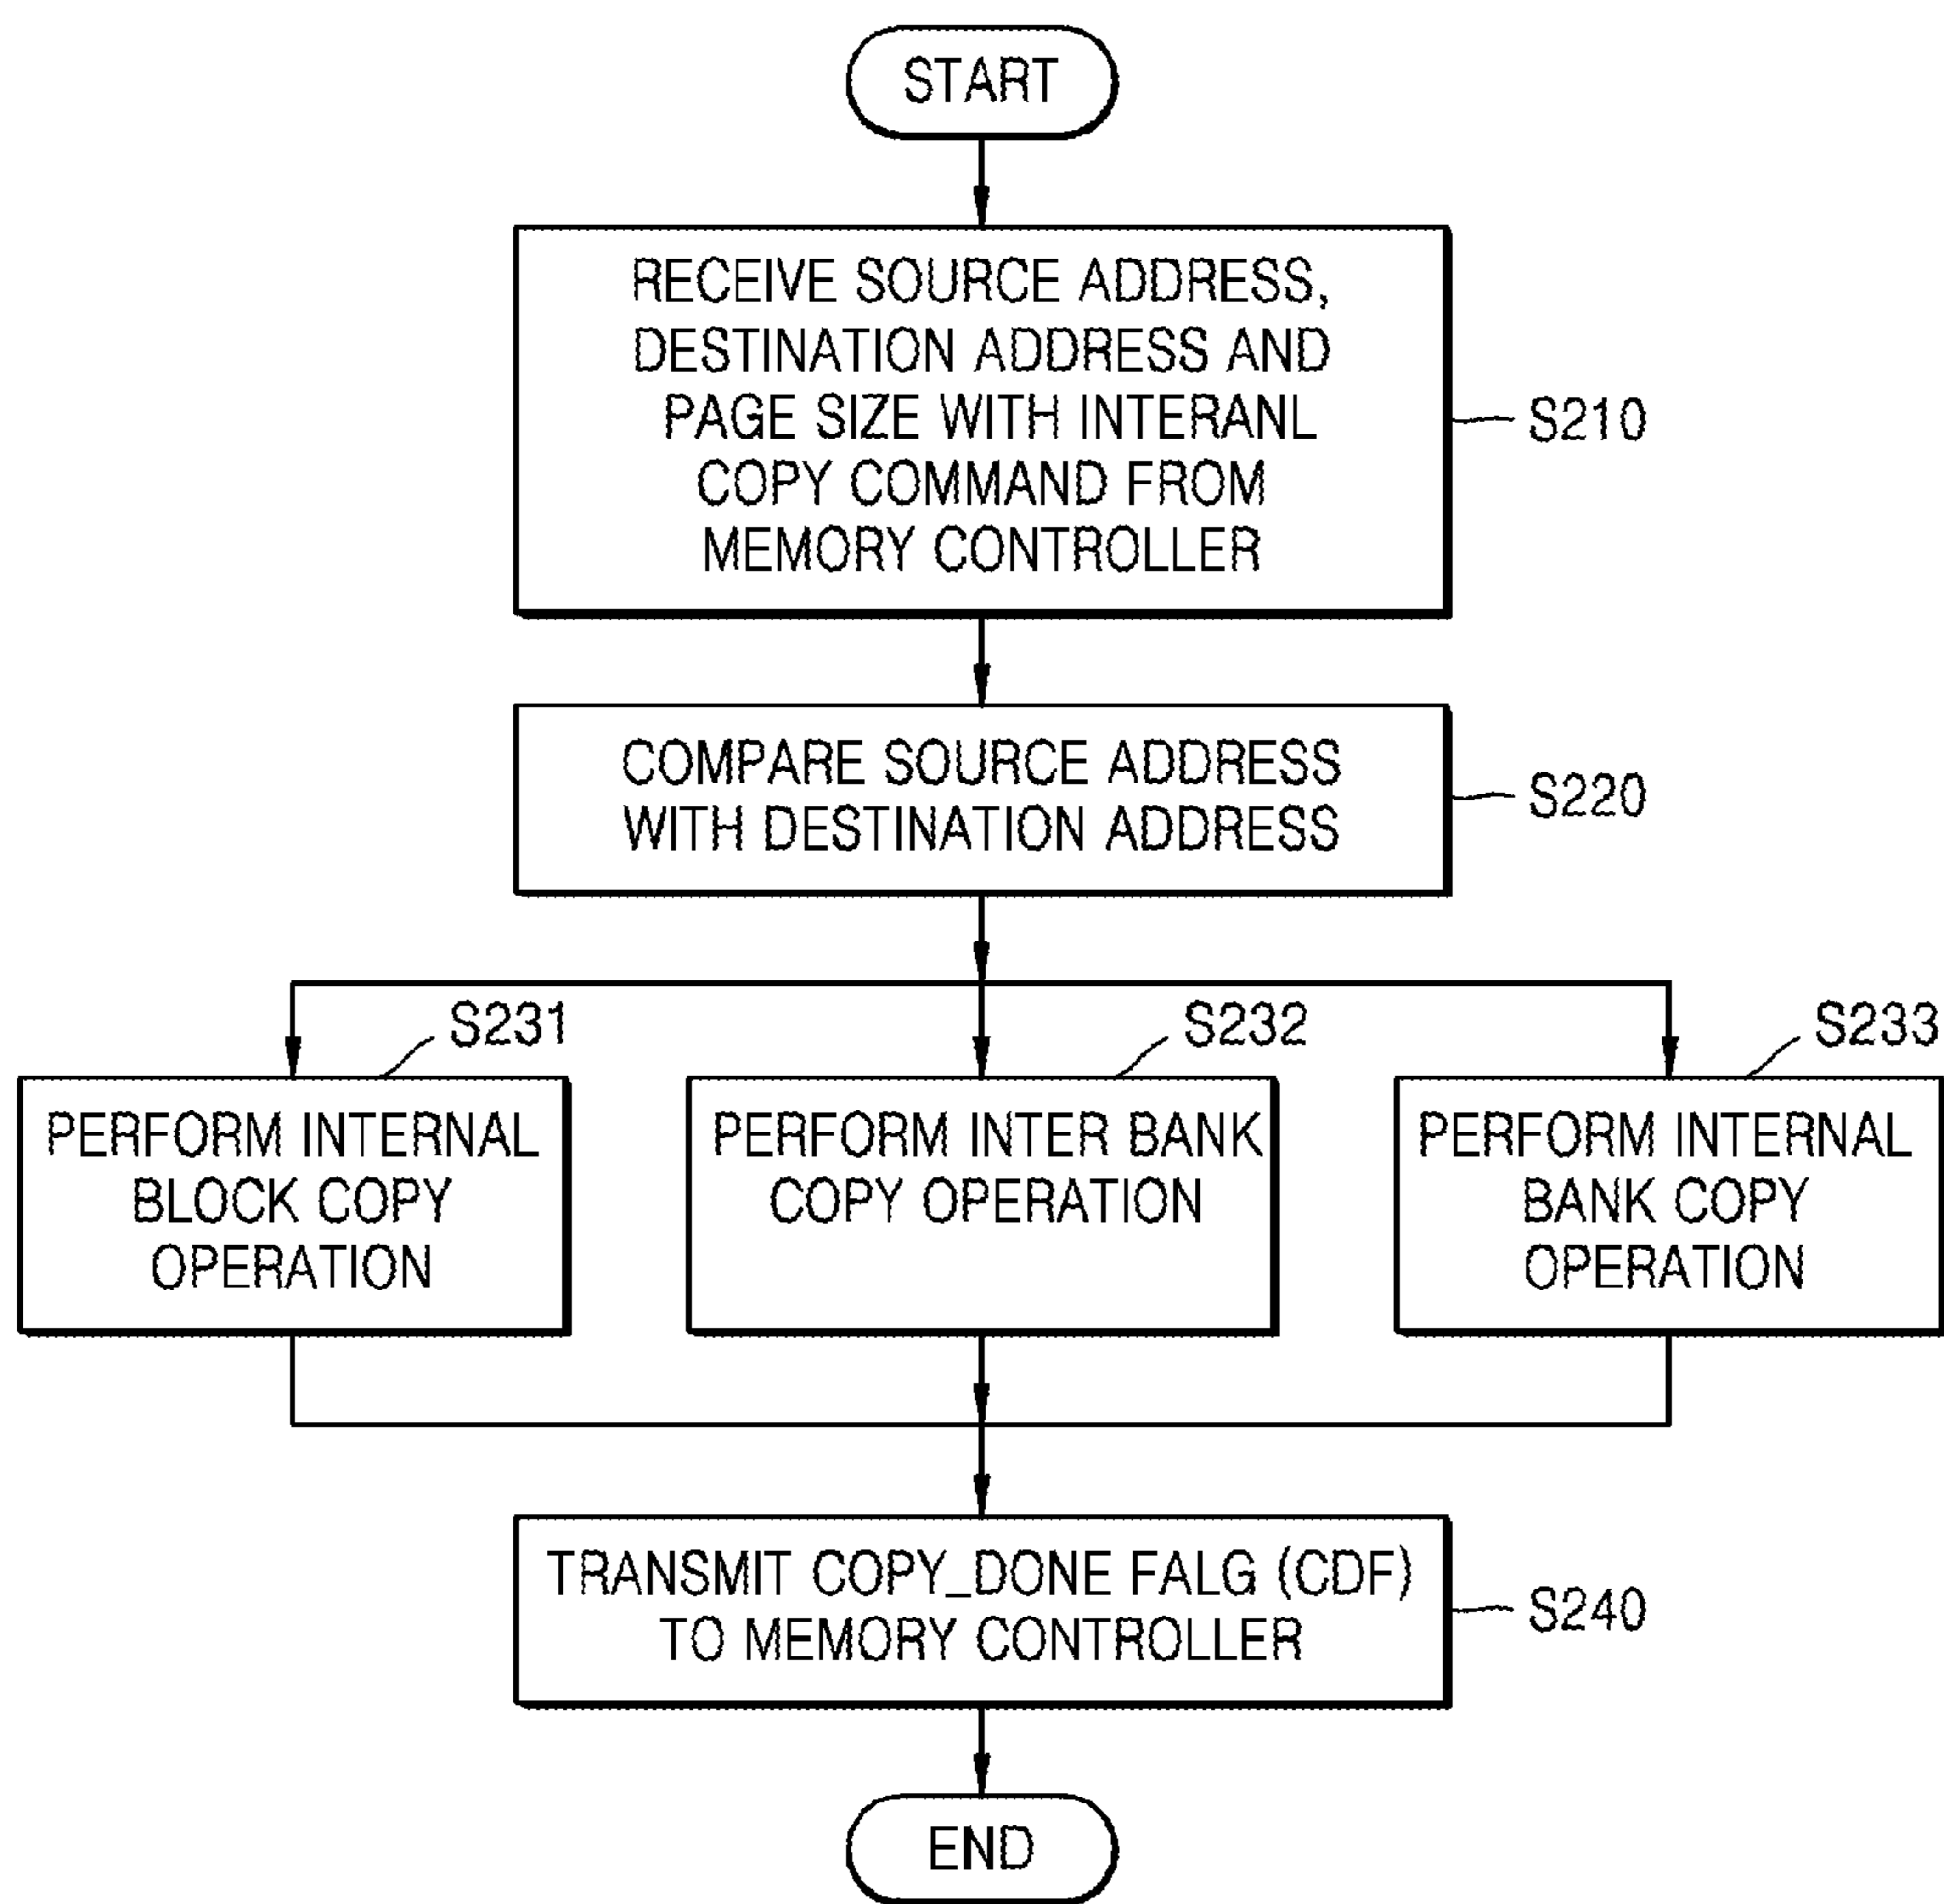 START
RECEIVE SOURCE ADDRESS,
DESTINATION ADDRESS AND
PAGE SIZE WITH INTERANL
COPY COMMAND FROM
MEMORY CONTROLLER
S210
COMPARE SOURCE ADDRESS
WITH DESTINATION ADDRESS
S220
S231
PERFORM INTERNAL
BLOCK COPY
OPERATION
S232
PERFORM INTER BANK
COPY OPERATION
S233
PERFORM INTERNAL
BANK COPY
OPERATION
TRANSMIT COPY_DONE FALG (CDF)
TO MEMORY CONTROLLER
S240
END